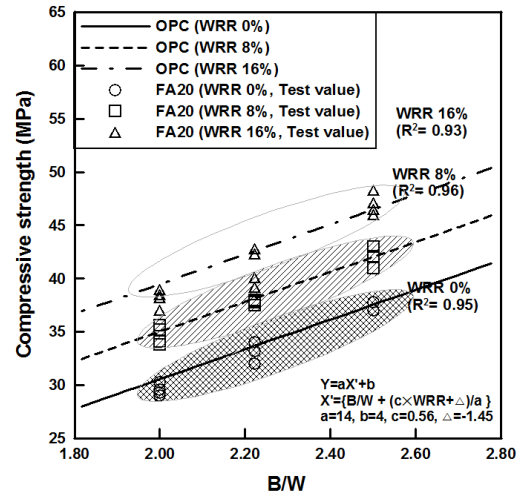 65
60
55
50
45
40
35
30
25
Compressive strength (MPa)
OPC (WRR 0%)
OPC (WRR 8%)
OPC (WRR 16%)
FA20 (WRR 0%, Test value)
FA20 (WRR 8%, Test value)
FA20 (WRR 16%, Test value)
WRR 16%
(R²= 0.93)
WRR 8%
(R²= 0.96)
WRR 0%
(R²= 0.95)
Y=aX'+b
X'={B/W + (c×WRR+△)/a }
a=14, b=4, c=0.56, △=-1.45
1.80 2.00 2.20 2.40 2.60 2.80
B/W